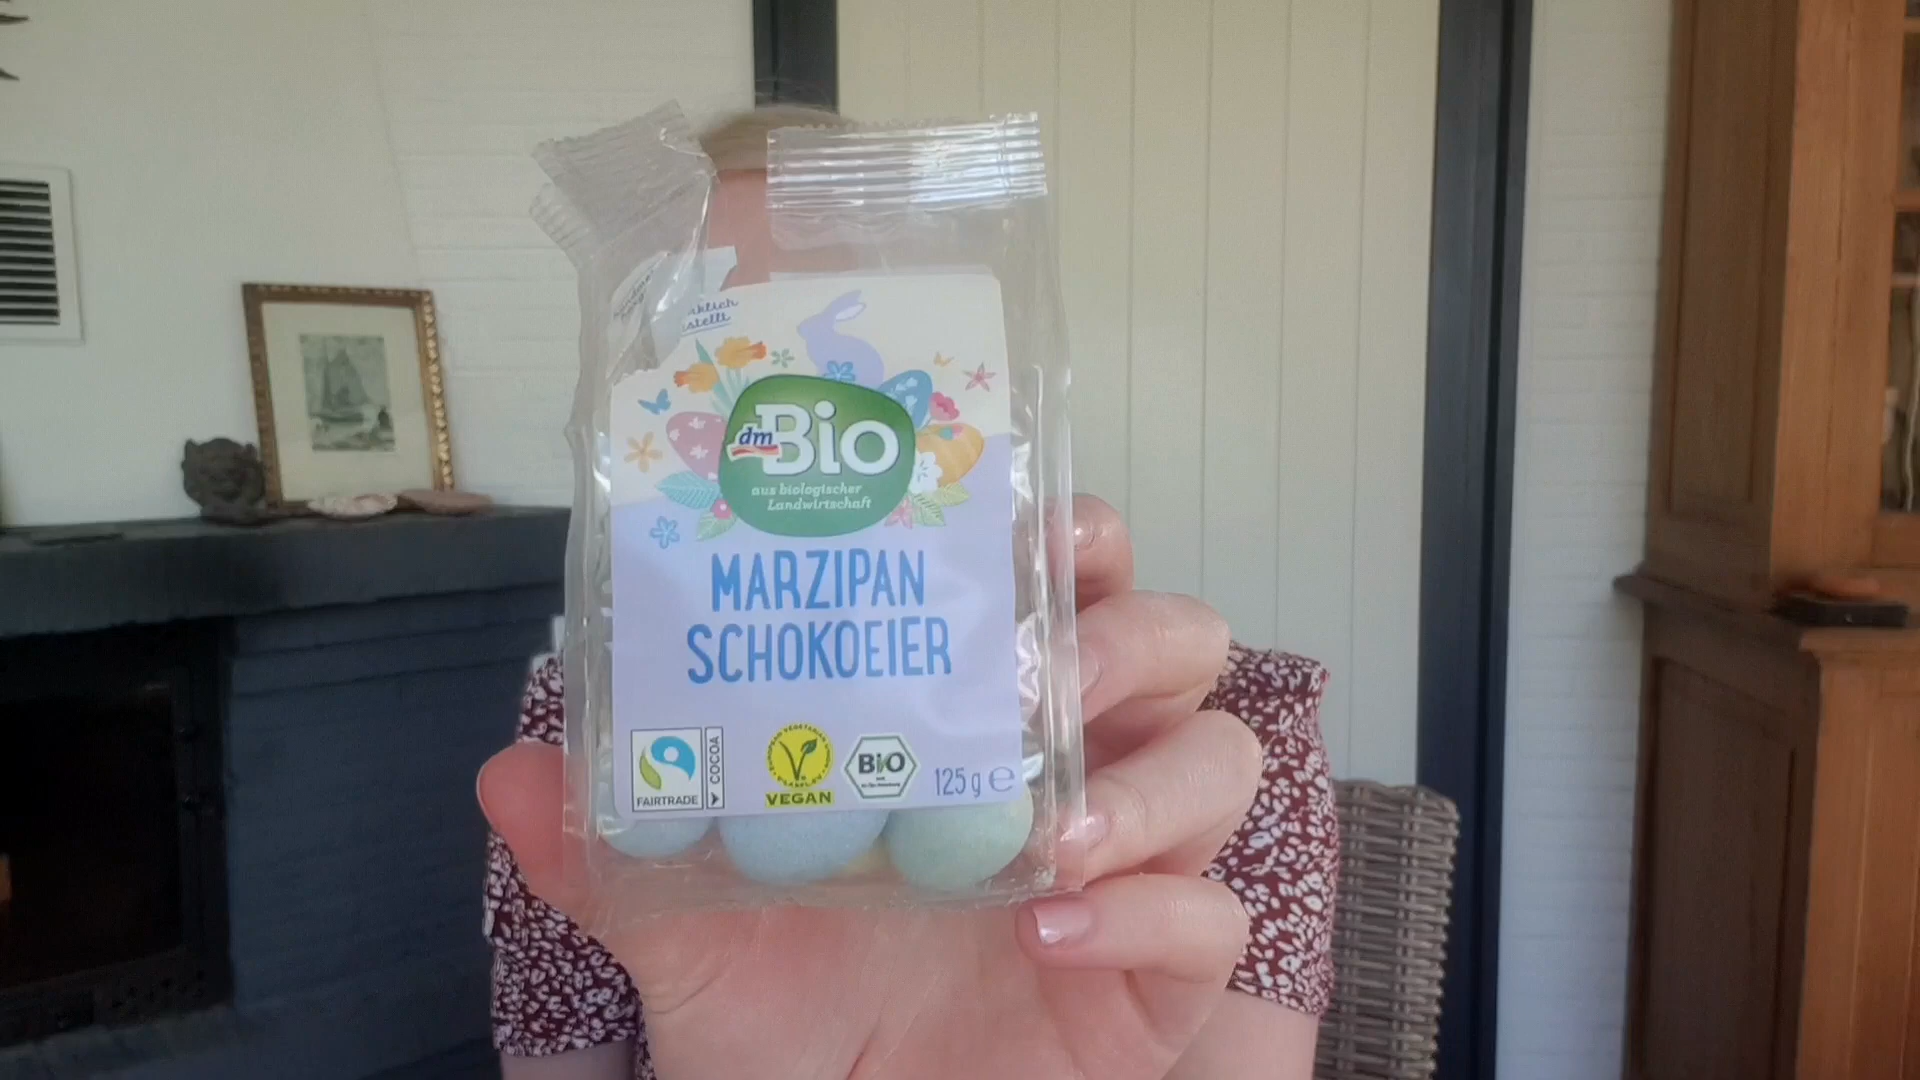 dm Bio
aus biologischer
Landwirtschaft
MARZIPAN
SCHOKOEIER
FAIRTRADE
COCOA
VEGAN
BiO
125 g e